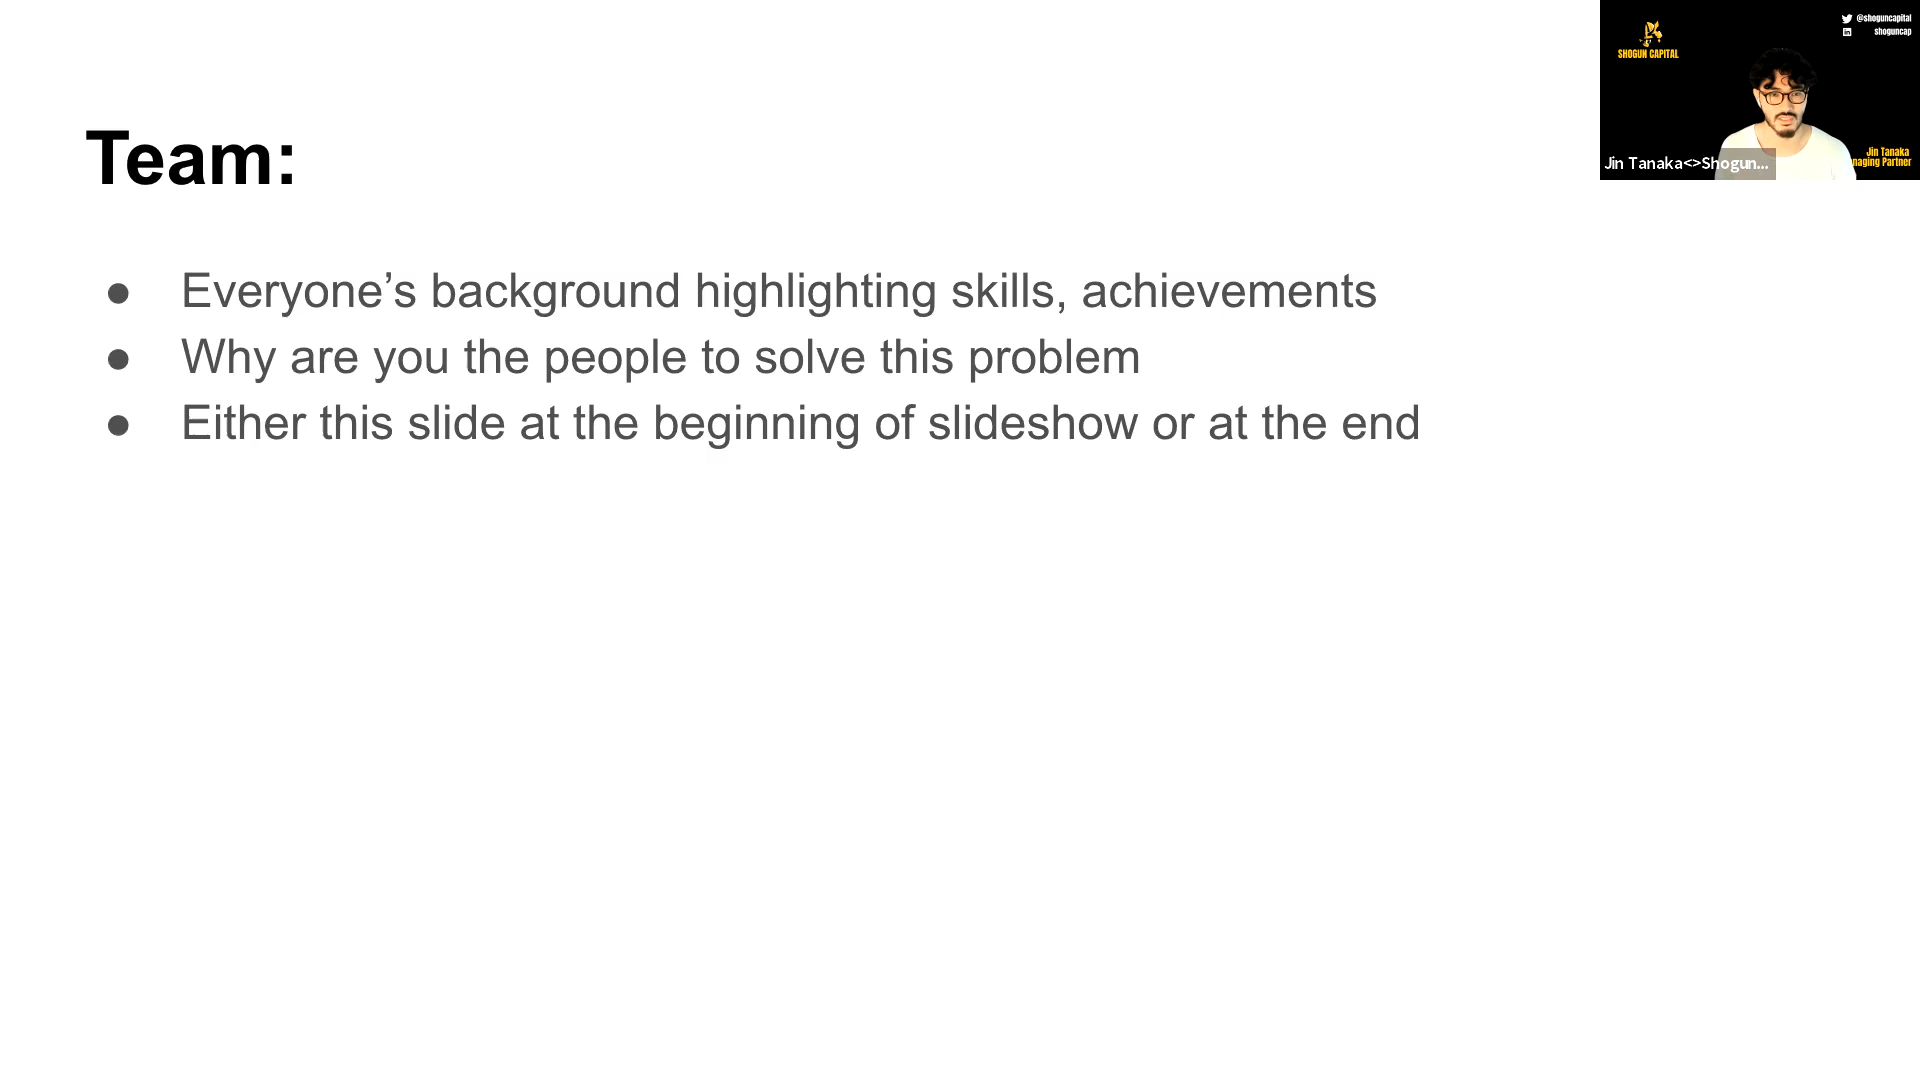 Team:
● Everyone’s background highlighting skills, achievements
● Why are you the people to solve this problem
● Either this slide at the beginning of slideshow or at the end
SHOGUN CAPITAL
@shoguncapital
in shoguncap
Jin Tanaka
naging Partner
Jin Tanaka<>Shogun...